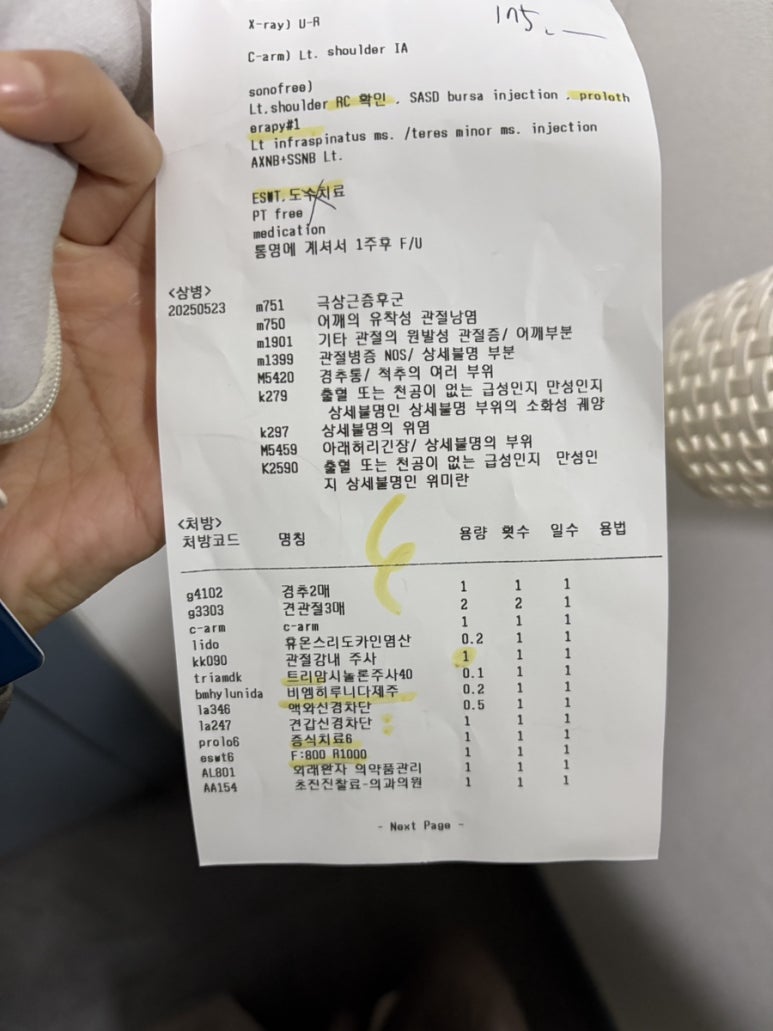 X-ray) U-R
C-arm) Lt. shoulder IA
sonofree)
Lt.shoulder RC 확인 . SASD bursa injection . proloth
erapy#1
Lt infraspinatus ms. /teres minor ms. injection
AXNB+SSNB Lt.
ESWT.도수치료
PT free
medication
통영에 계셔서 1주후 F/U
<상병>
20250523 m751 극상근증후군
m750 어깨의 유착성 관절낭염
m1901 기타 관절의 원발성 관절증/ 어깨부분
m1399 관절병증 NOS/ 상세불명 부분
M5420 경추통/ 척추의 여러 부위
k279 출혈 또는 천공이 없는 급성인지 만성인지
상세불명인 상세불명 부위의 소화성 궤양
k297 상세불명의 위염
M5459 아래허리긴장/ 상세불명의 부위
K2590 출혈 또는 천공이 없는 급성인지 만성인
지 상세불명인 위미란
<처방>
처방코드 명칭 용량 횟수 일수 용법
g4102 경추2매 1 1 1
g3303 견관절3매 2 2 1
c-arm c-arm 1 1 1
lido 휴온스리도카인염산 0.2 1 1
kk090 관절강내 주사 1 1 1
triamdk 트리암시놀론주사40 0.1 1 1
bmhylunida 비엠히루니다제주 0.2 1 1
la346 액와신경차단 0.5 1 1
la247 견갑신경차단 1 1 1
prolo6 증식치료6 1 1 1
eswt6 F:800 R1000 1 1 1
AL801 외래환자 의약품관리 1 1 1
AA154 초진진찰료-의과의원 1 1 1
- Next Page -